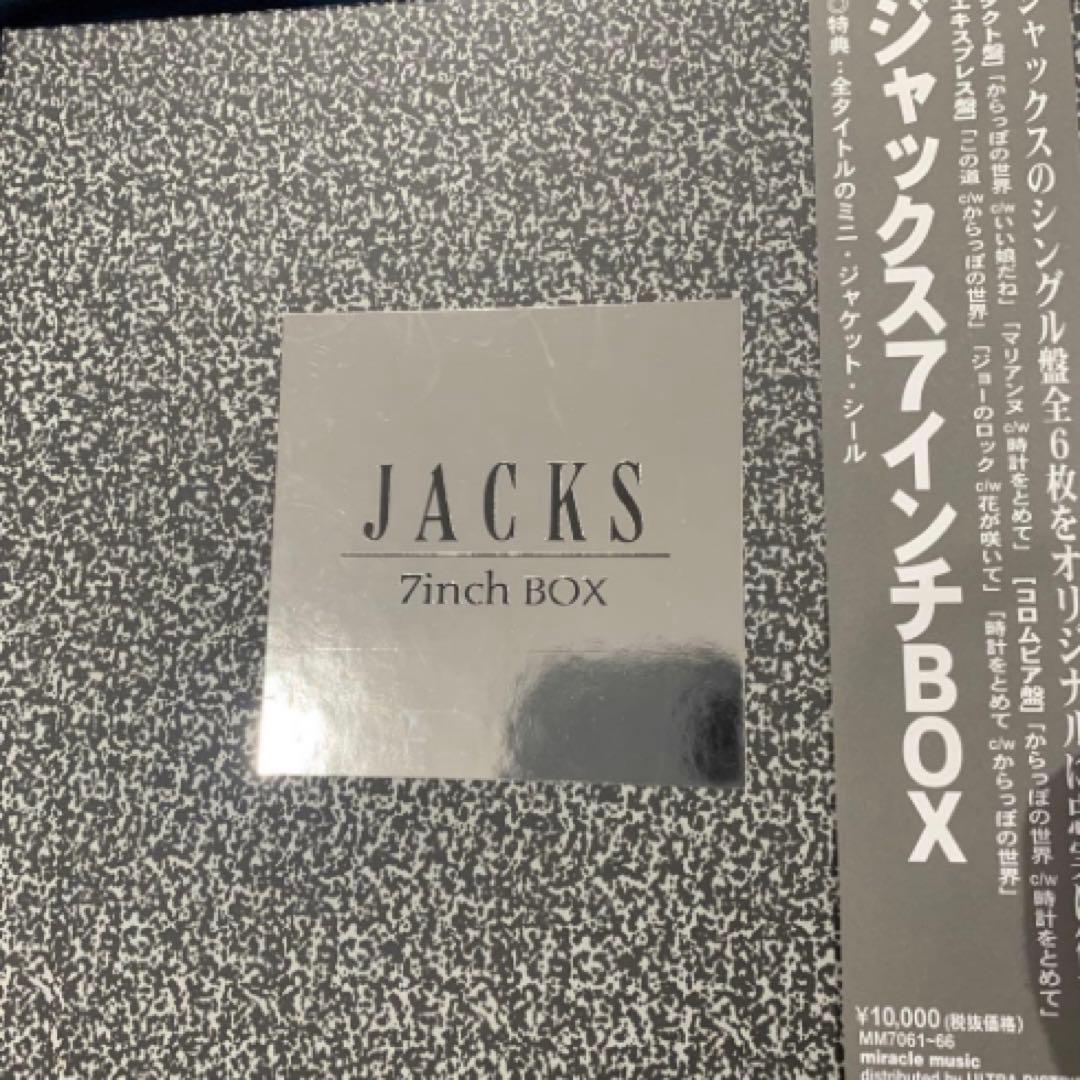 JACKS
7inch BOX
ャックスのシングル盤全6枚をオリジナルに
タクト盤]「からっぽの世界 c/w いい娘だね」「マリアンヌ c/w 時計をとめて」 [コロムビア盤]「からっぽの世界 c/w 時計をとめて」
エキスプレス盤]「この道 c/w からっぽの世界」「ジョーのロック c/w 花が咲いて」「時計をとめて c/w からっぽの世界」
ジャックス7インチBOX
◎特典:全タイトルのミニ・ジャケット・シール
¥10,000(税抜価格)
MM7061~66
miracle music
distributed by ULTRA